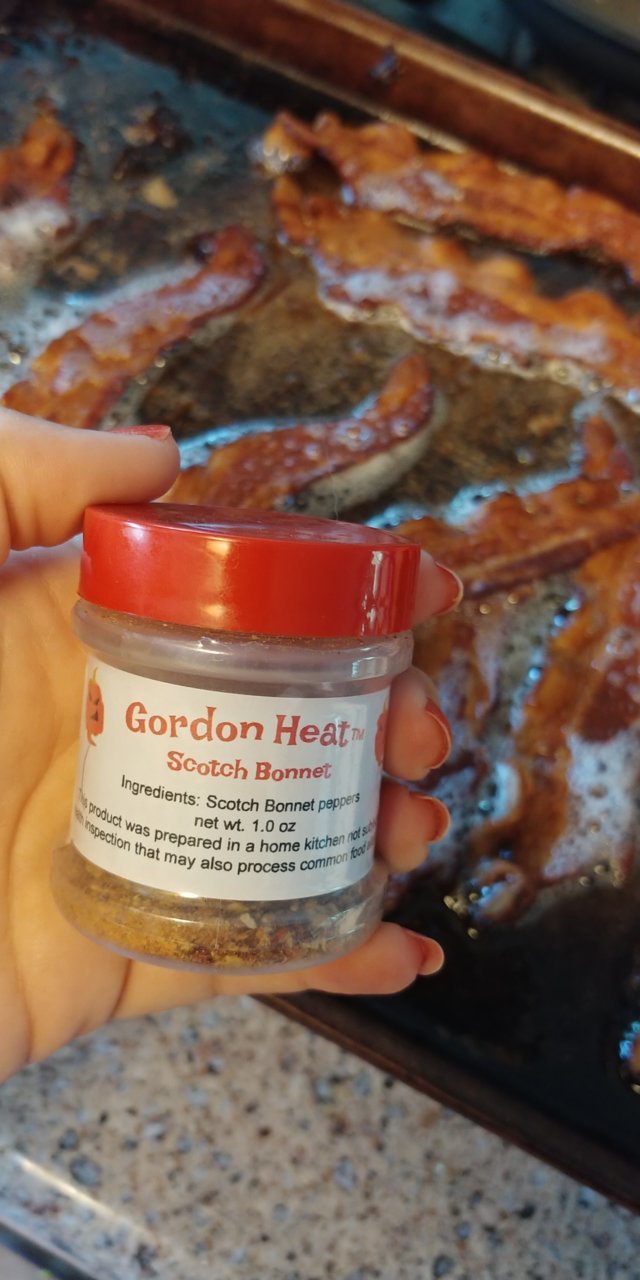 Gordon Heat™
Scotch Bonnet
Ingredients: Scotch Bonnet peppers
net wt. 1.0 oz
product was prepared in a home kitchen not
inspection that may also process common food